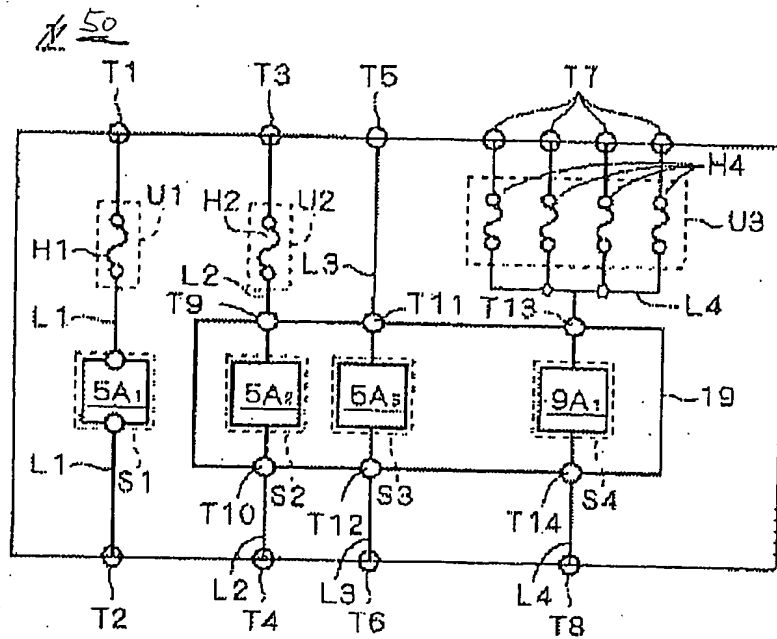 50
T1 T3 T5 T7
H4
U1 H2 U2 U3
H1
L2 L3
T9 T11 T13 L4
L1
5A₁ 5A₂ 9A₁ 19
L1 S1 S2 S3 S4
T10 T12 T14
L2 L3 L4
T2 T4 T6 T8